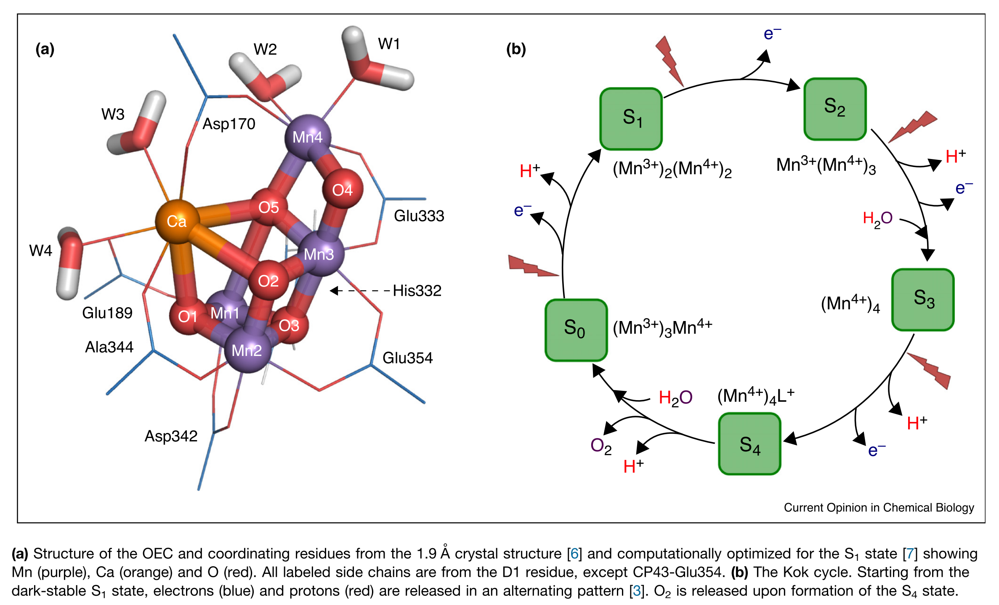 (a)
W1
W2
W3
Asp170
Mn4
O4
O5
Ca
Glu333
W4
Mn3
O2
His332
Glu189
O1
Mn1
O3
Ala344
Mn2
Glu354
Asp342
(b)
e⁻
S₁
S₂
(Mn³⁺)₂(Mn⁴⁺)₂
Mn³⁺(Mn⁴⁺)₃
H⁺
H⁺
e⁻
e⁻
H₂O
S₃
(Mn⁴⁺)₄
S₀
(Mn³⁺)₃Mn⁴⁺
H₂O
(Mn⁴⁺)₄L⁺
H⁺
O₂
S₄
e⁻
H⁺
Current Opinion in Chemical Biology
(a) Structure of the OEC and coordinating residues from the 1.9 Å crystal structure [6] and computationally optimized for the S₁ state [7] showing
Mn (purple), Ca (orange) and O (red). All labeled side chains are from the D1 residue, except CP43-Glu354. (b) The Kok cycle. Starting from the
dark-stable S₁ state, electrons (blue) and protons (red) are released in an alternating pattern [3]. O₂ is released upon formation of the S₄ state.